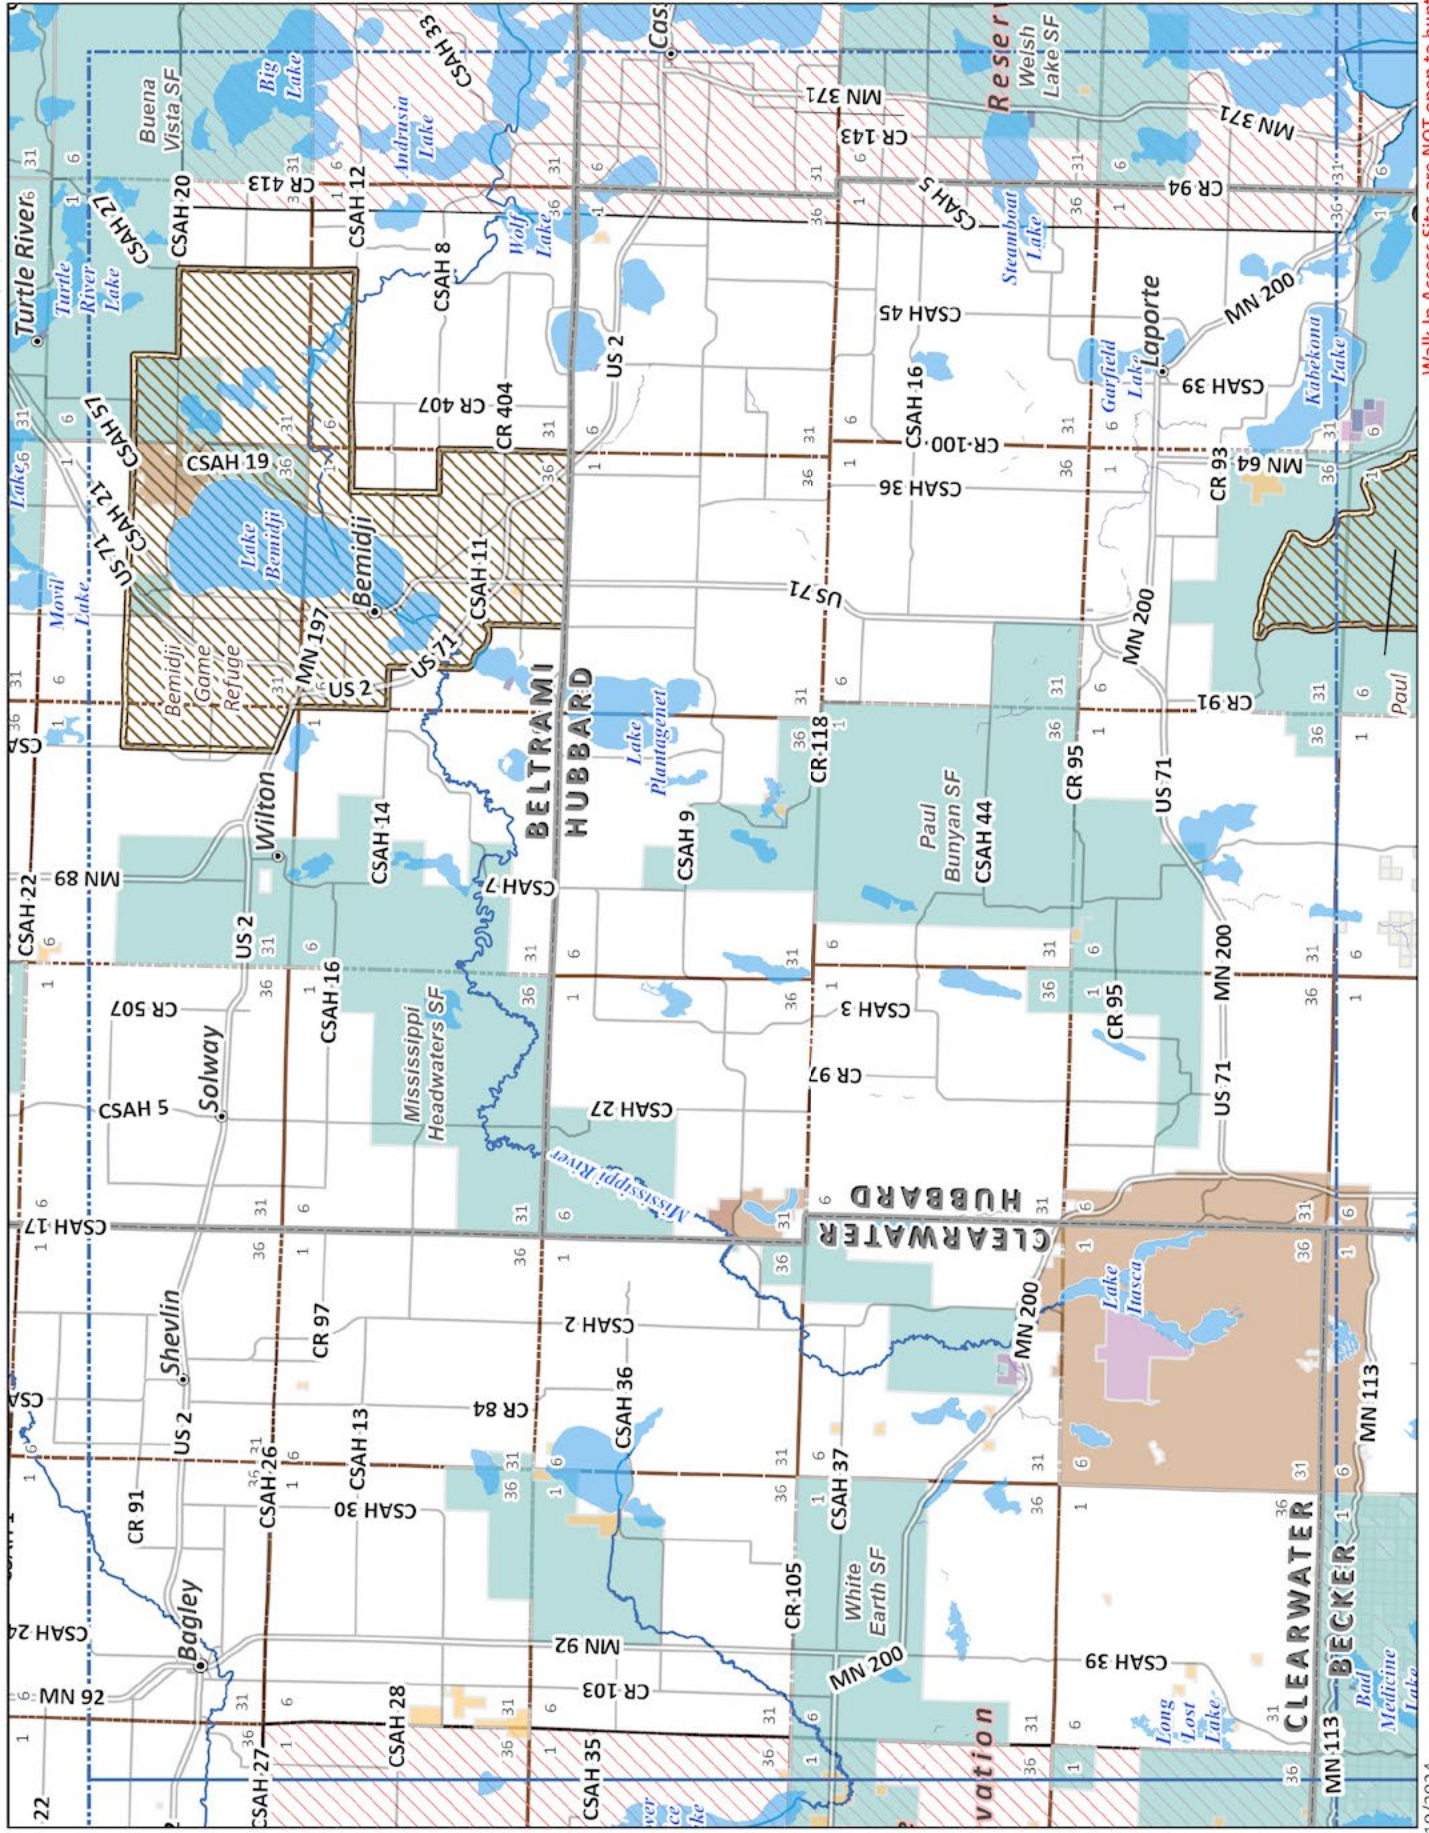 Turtle River
Turtle
River
Lake
Buena
Vista SF
Big
Lake
CSAH 33
Cas
Andrusia
Lake
CSAH 27
CSAH 20
CR 413
CSAH 12
CSAH 8
Wolf
Lake
Lake
CSAH 57
CSAH 21
US 71
CSAH 19
Movil
Lake
Lake
Bemidji
Bemidji
Bemidji
Game
Refuge
MN 197
US 2
US 71
CSAH 11
CR 407
CR 404
US 2
MN 371
CR 143
CSAH 5
Reserv
Welsh
Lake SF
MN 371
CR 94
Steamboat
Lake
CSAH 45
CSAH 16
CR 100
CSAH 36
Garfield
Lake
Laporte
MN 200
CSAH 39
Kabekona
Lake
CR 93
MN 64
US 71
MN 200
CR 91
Paul
BELTRAMI
HUBBARD
Lake
Plantagenet
CSAH 9
CR 118
Paul
Bunyan SF
CSAH 44
CR 95
US 71
CSAH 22
MN 89
Wilton
CSAH 14
CSAH 7
US 2
CR 507
CSAH 16
Solway
CSAH 5
Mississippi
Headwaters SF
CSAH 27
CSAH 3
CR 97
CR 95
MN 200
US 71
Mississippi River
CSAH 17
CLEARWATER
HUBBARD
Shevlin
CR 97
CSAH 2
MN 200
Lake
Itasca
US 2
CR 84
CSAH 36
CSAH 13
CSAH 26
CSAH 30
CR 91
CSAH 37
MN 113
CLEARWATER
BECKER
Bagley
CSAH 24
MN 92
MN 92
CR 103
CR 105
White
Earth SF
MN 200
CSAH 39
Long
Lost
Lake
MN 113
Bad
Medicine
Lake
CSAH 28
CSAH 27
CSAH 35
vation
22